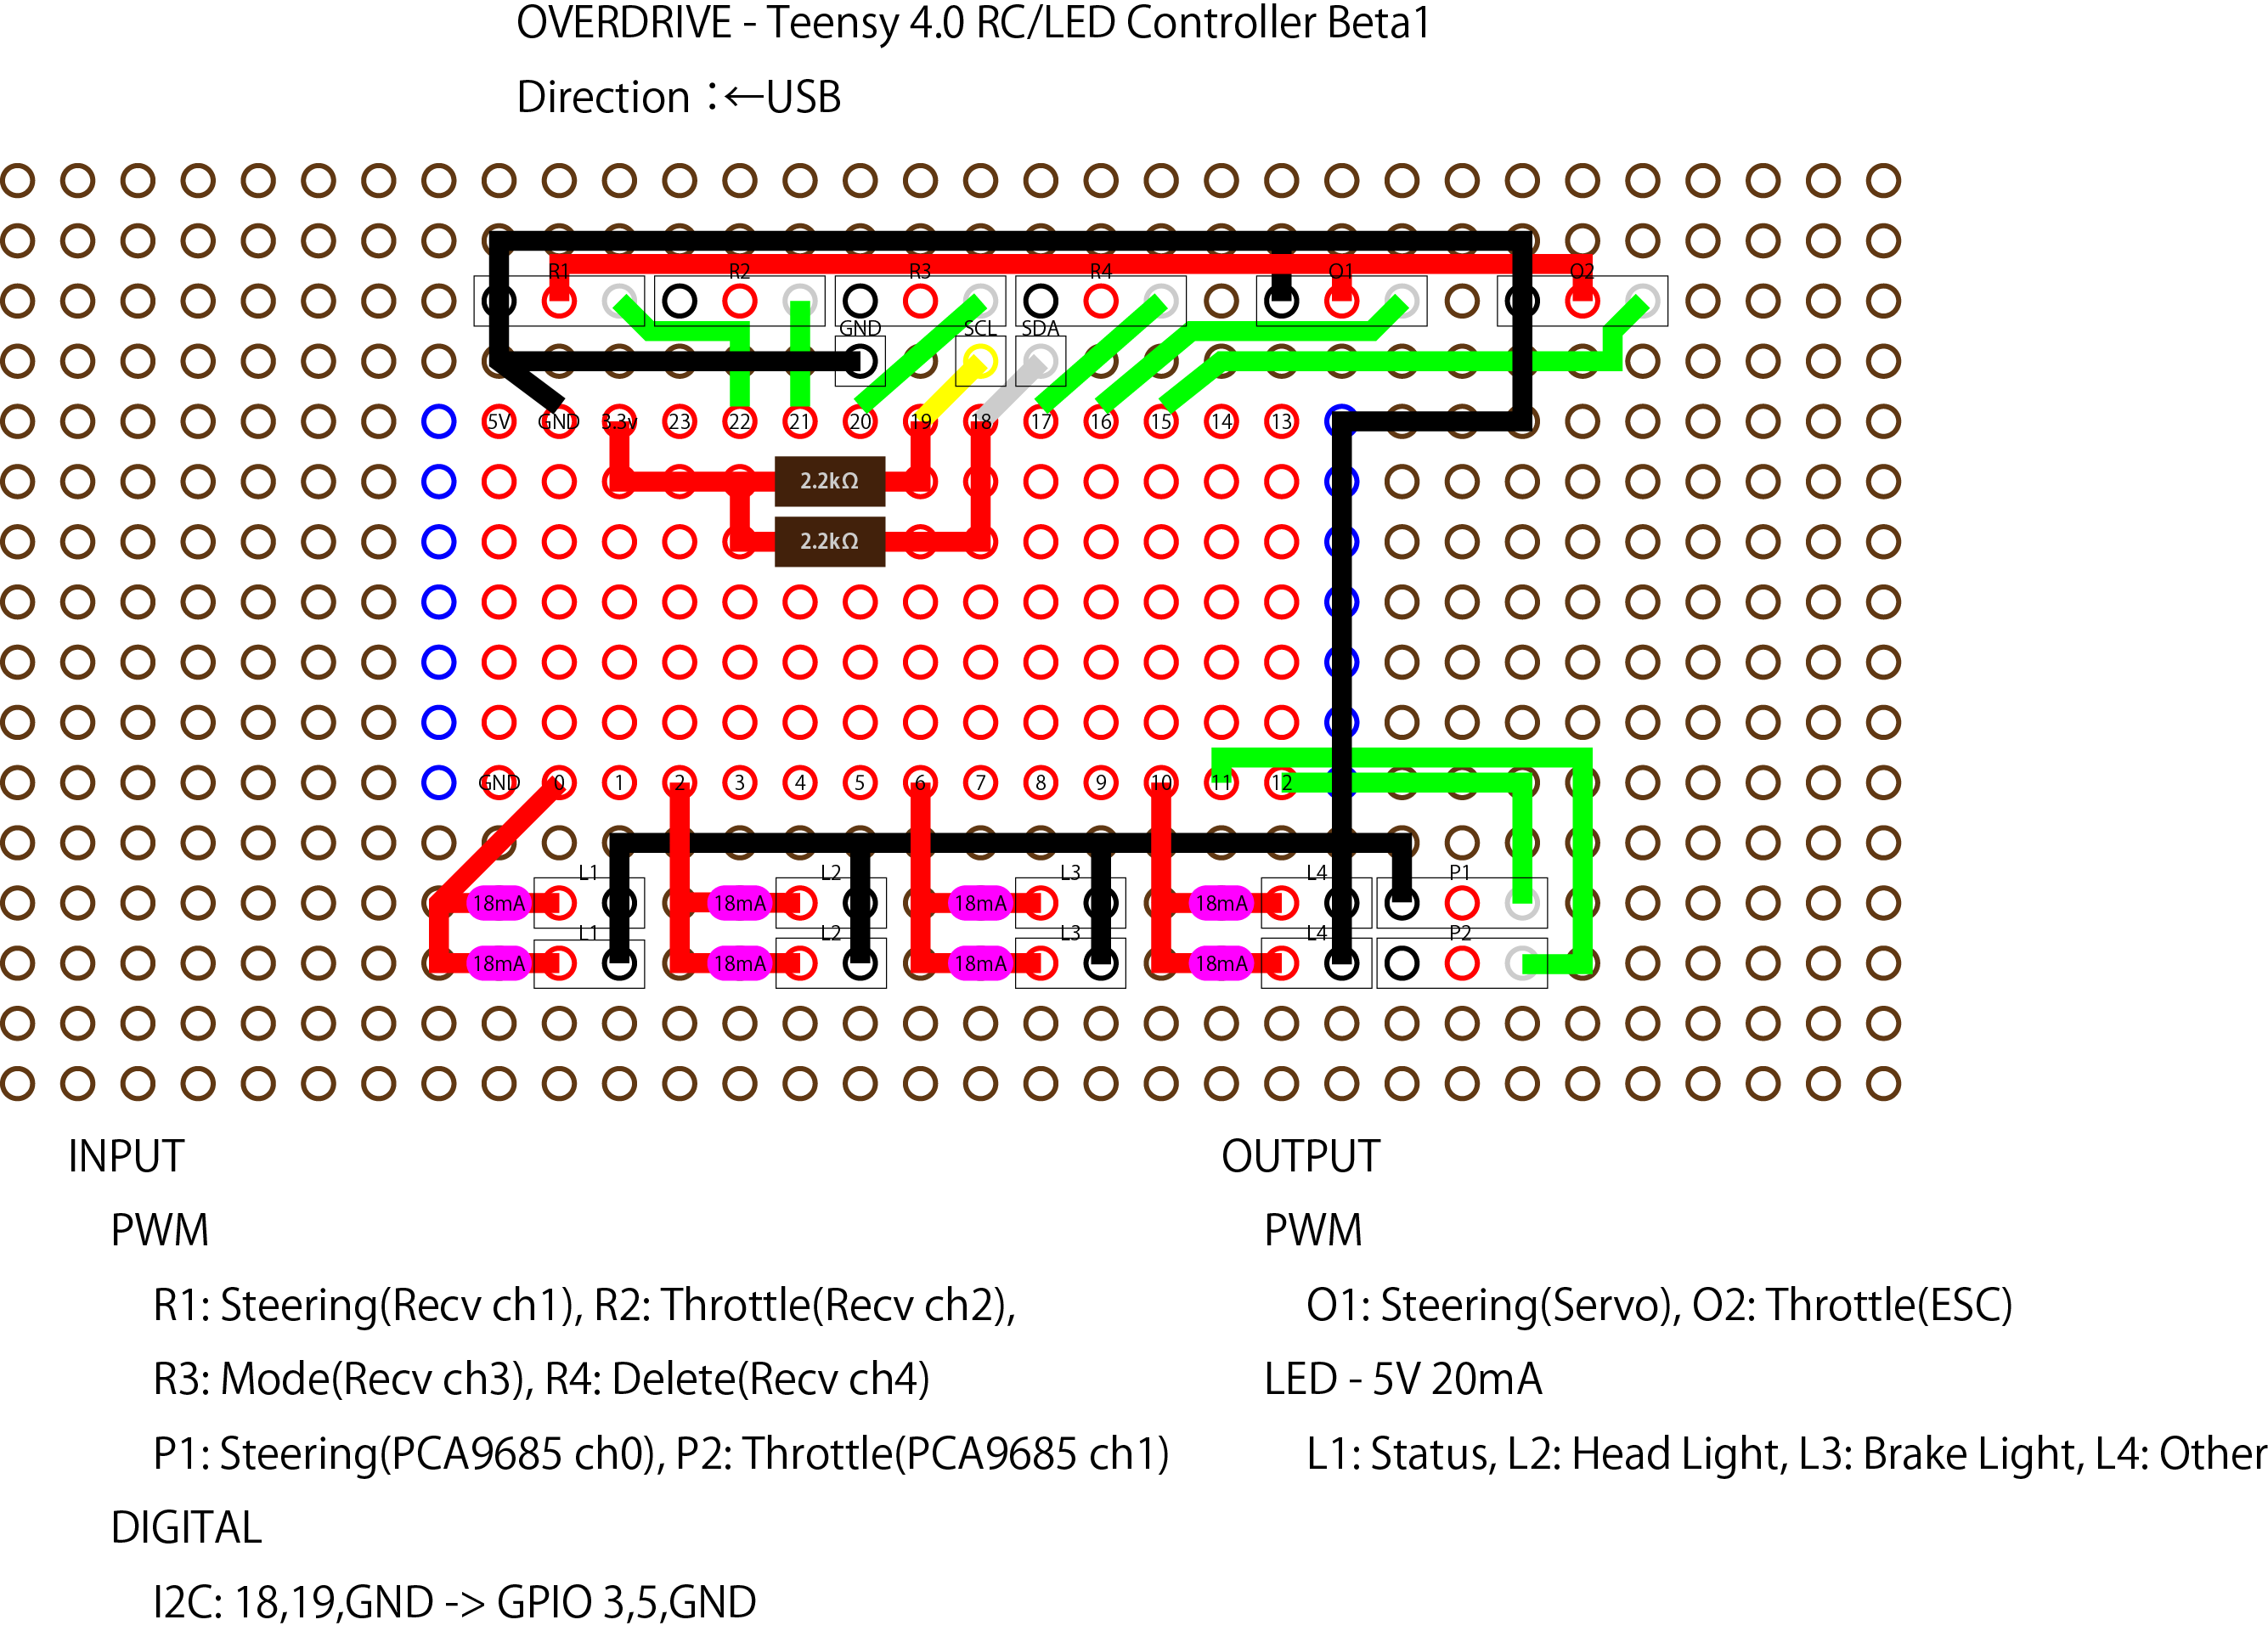 OVERDRIVE - Teensy 4.0 RC/LED Controller Beta1
Direction：←USB
R1 R2 R3 R4 O1 O2
GND SCL SDA
5V GND 3.3v 23 22 21 20 19 18 17 16 15 14 13
2.2kΩ
2.2kΩ
GND 0 1 2 3 4 5 6 7 8 9 10 11 12
L1 L2 L3 L4 P1
18mA 18mA 18mA 18mA
L1 L2 L3 L4 P2
18mA 18mA 18mA 18mA
INPUT
PWM
R1: Steering(Recv ch1), R2: Throttle(Recv ch2),
R3: Mode(Recv ch3), R4: Delete(Recv ch4)
P1: Steering(PCA9685 ch0), P2: Throttle(PCA9685 ch1)
DIGITAL
I2C: 18,19,GND -> GPIO 3,5,GND
OUTPUT
PWM
O1: Steering(Servo), O2: Throttle(ESC)
LED - 5V 20mA
L1: Status, L2: Head Light, L3: Brake Light, L4: Other